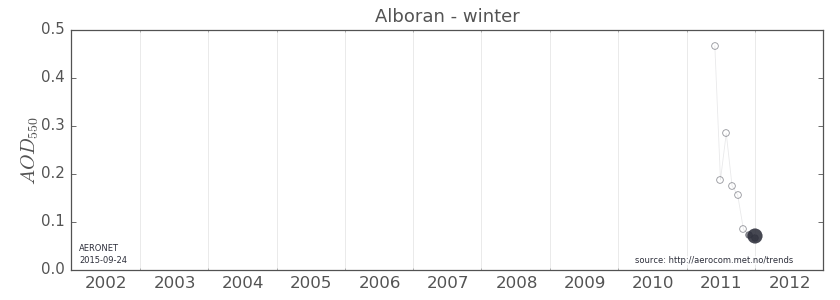 Alboran - winter
0.5
0.4
0.3
0.2
0.1
0.0
AOD550
AERONET
2015-09-24
source: http://aerocom.met.no/trends
2002 2003 2004 2005 2006 2007 2008 2009 2010 2011 2012